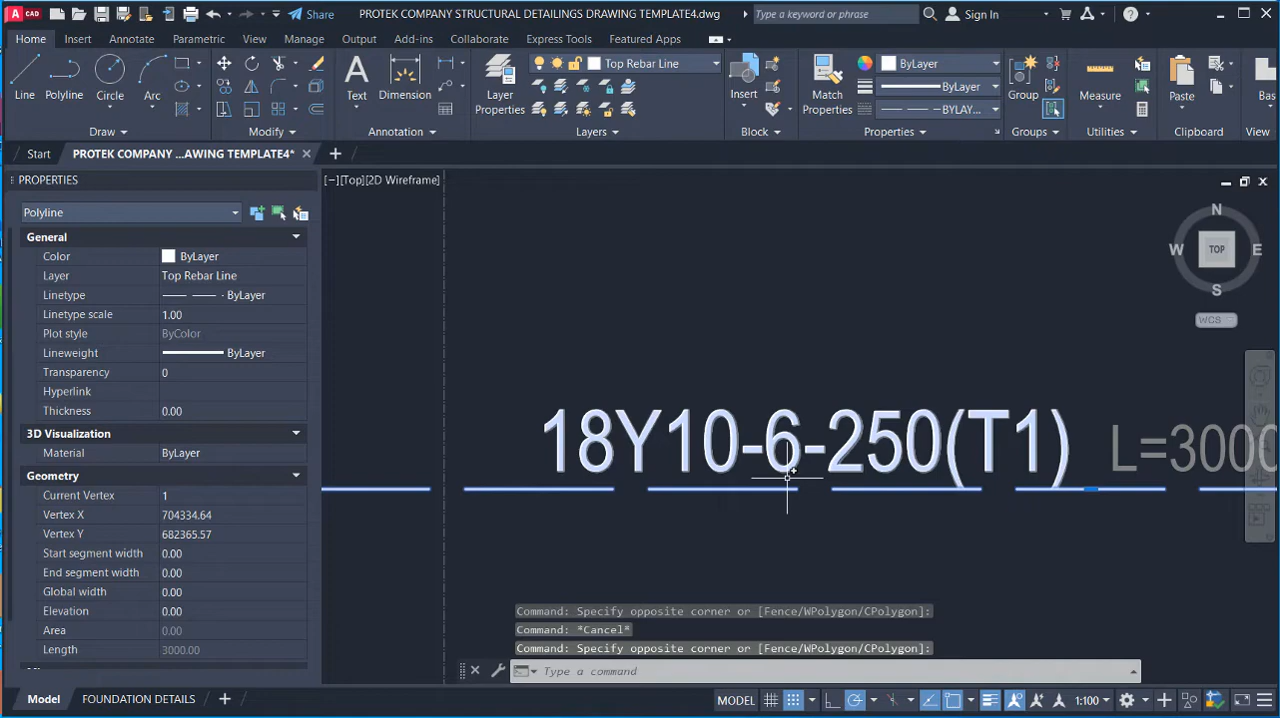 CAD
Share
PROTEK COMPANY STRUCTURAL DETAILINGS DRAWING TEMPLATE4.dwg
Type a keyword or phrase
Sign In
Home
Insert
Annotate
Parametric
View
Manage
Output
Add-ins
Collaborate
Express Tools
Featured Apps
Line
Polyline
Circle
Arc
Text
Dimension
Layer
Properties
Top Rebar Line
Insert
Match
Properties
ByLayer
ByLayer
BYLAY...
Group
Measure
Paste
Bas
Draw
Modify
Annotation
Layers
Block
Properties
Groups
Utilities
Clipboard
View
Start
PROTEK COMPANY ...AWING TEMPLATE4*
PROPERTIES
[−][Top][2D Wireframe]
Polyline
General
Color ByLayer
Layer Top Rebar Line
Linetype ByLayer
Linetype scale 1.00
Plot style ByColor
Lineweight ByLayer
Transparency 0
Hyperlink
Thickness 0.00
3D Visualization
Material ByLayer
Geometry
Current Vertex 1
Vertex X 704334.64
Vertex Y 682365.57
Start segment width 0.00
End segment width 0.00
Global width 0.00
Elevation 0.00
Area 0.00
Length 3000.00
N
W
TOP
E
S
WCS
18Y10-6-250(T1)
L=3000
Command: Specify opposite corner or [Fence/WPolygon/CPolygon]:
Command: *Cancel*
Command: Specify opposite corner or [Fence/WPolygon/CPolygon]:
Type a command
Model
FOUNDATION DETAILS
MODEL
1:100